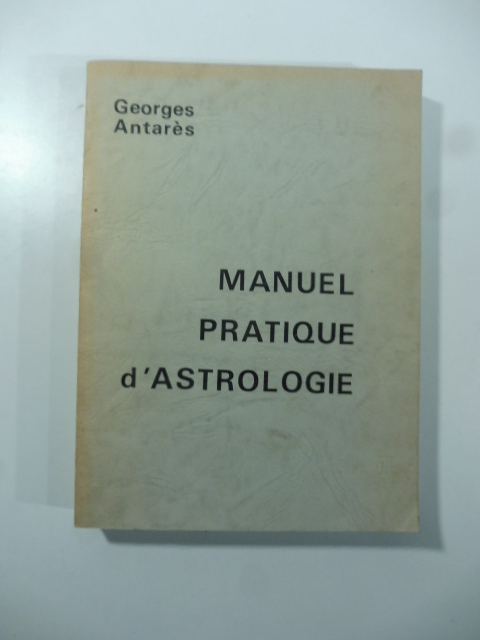 Georges
Antarès
MANUEL
PRATIQUE
d'ASTROLOGIE